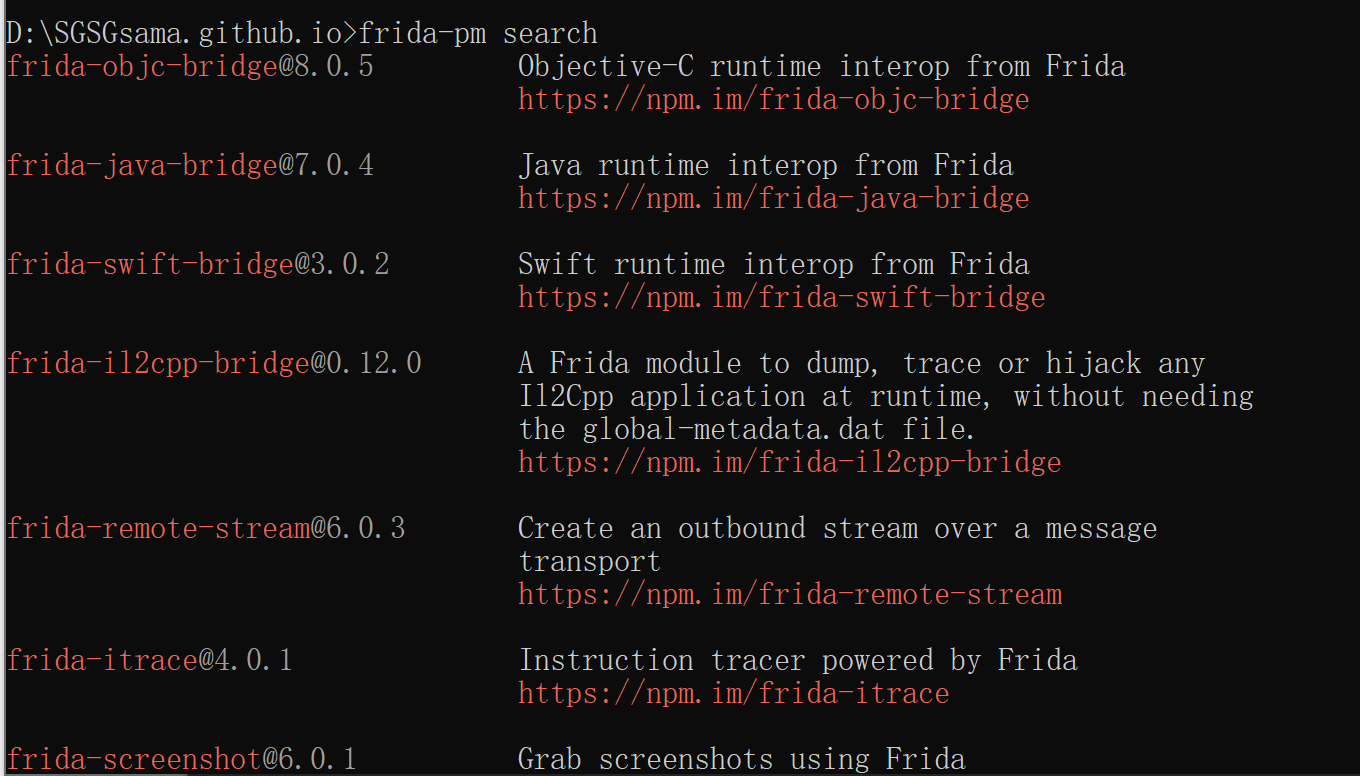 D:\SGSGsama.github.io>frida-pm search
frida-objc-bridge@8.0.5 Objective-C runtime interop from Frida
https://npm.im/frida-objc-bridge
frida-java-bridge@7.0.4 Java runtime interop from Frida
https://npm.im/frida-java-bridge
frida-swift-bridge@3.0.2 Swift runtime interop from Frida
https://npm.im/frida-swift-bridge
frida-il2cpp-bridge@0.12.0 A Frida module to dump, trace or hijack any
Il2Cpp application at runtime, without needing
the global-metadata.dat file.
https://npm.im/frida-il2cpp-bridge
frida-remote-stream@6.0.3 Create an outbound stream over a message
transport
https://npm.im/frida-remote-stream
frida-itrace@4.0.1 Instruction tracer powered by Frida
https://npm.im/frida-itrace
frida-screenshot@6.0.1 Grab screenshots using Frida